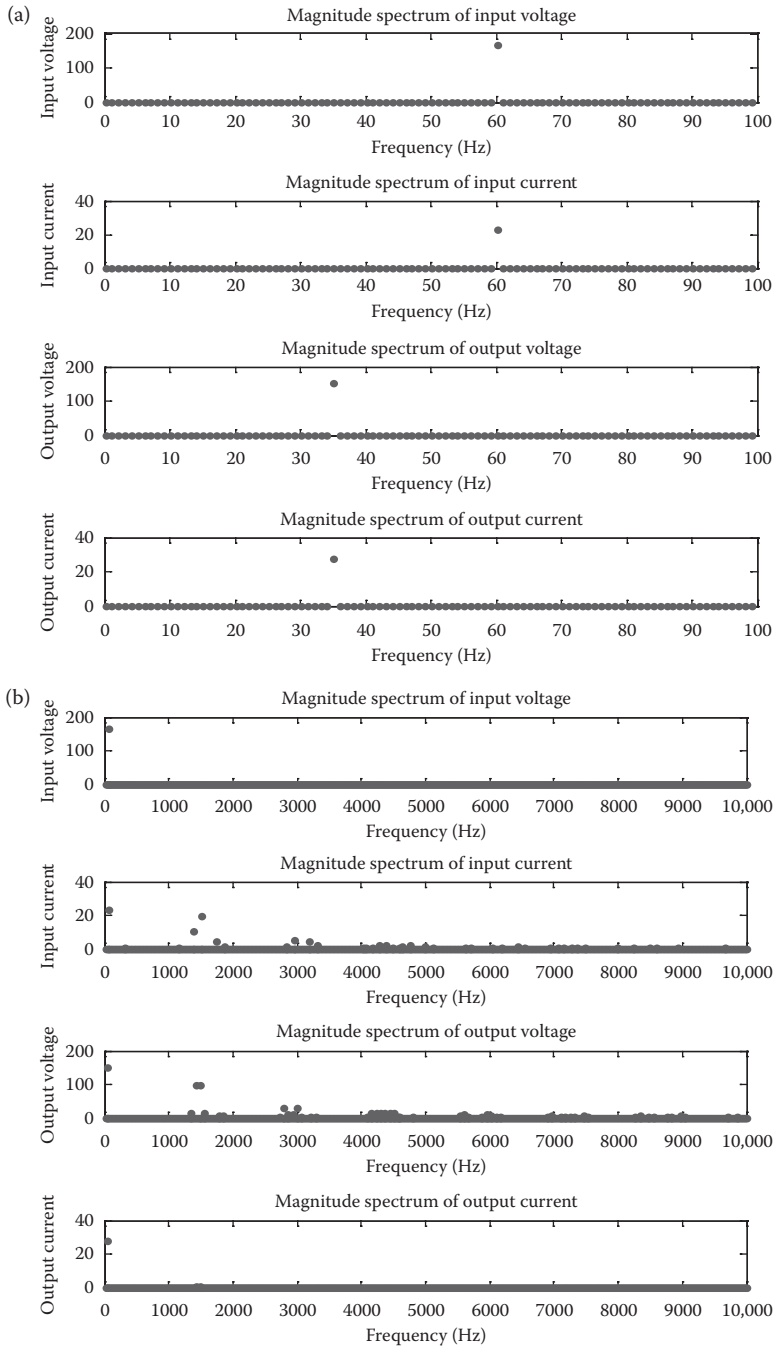 (a)
Magnitude spectrum of input voltage
Input voltage
200
100
0
0 10 20 30 40 50 60 70 80 90 100
Frequency (Hz)
Magnitude spectrum of input current
Input current
40
20
0
0 10 20 30 40 50 60 70 80 90 100
Frequency (Hz)
Magnitude spectrum of output voltage
Output voltage
200
100
0
0 10 20 30 40 50 60 70 80 90 100
Frequency (Hz)
Magnitude spectrum of output current
Output current
40
20
0
0 10 20 30 40 50 60 70 80 90 100
Frequency (Hz)
(b)
Magnitude spectrum of input voltage
Input voltage
200
100
0
0 1000 2000 3000 4000 5000 6000 7000 8000 9000 10,000
Frequency (Hz)
Magnitude spectrum of input current
Input current
40
20
0
0 1000 2000 3000 4000 5000 6000 7000 8000 9000 10,000
Frequency (Hz)
Magnitude spectrum of output voltage
Output voltage
200
100
0
0 1000 2000 3000 4000 5000 6000 7000 8000 9000 10,000
Frequency (Hz)
Magnitude spectrum of output current
Output current
40
20
0
0 1000 2000 3000 4000 5000 6000 7000 8000 9000 10,000
Frequency (Hz)